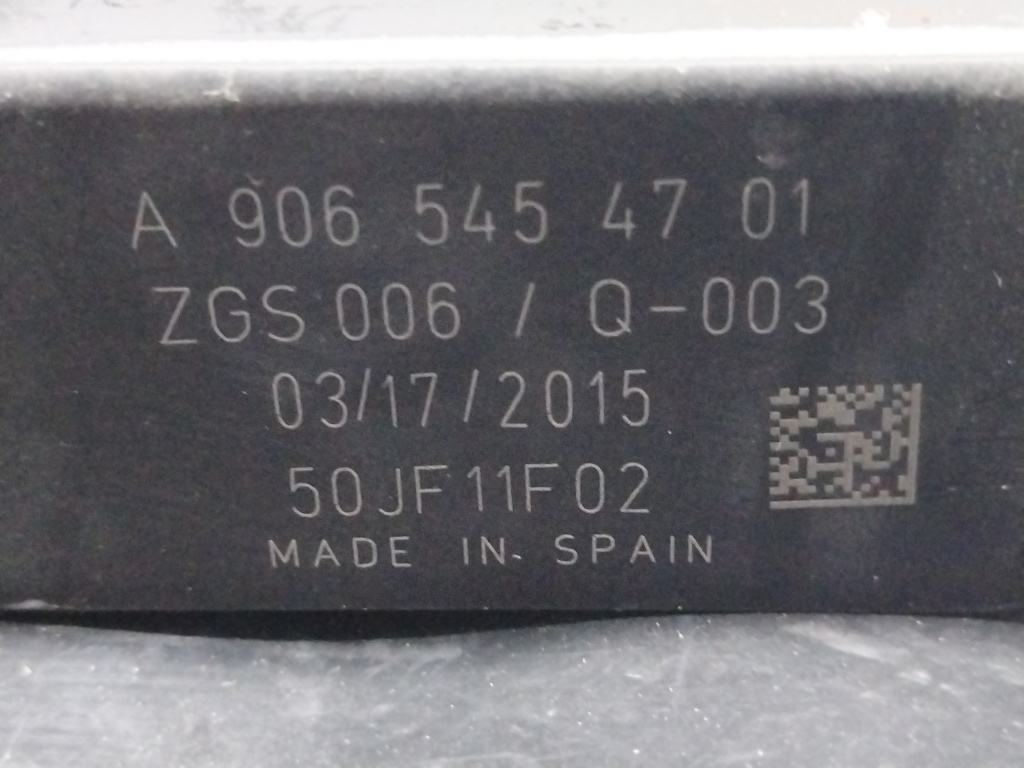 A 906 545 47 01
ZGS 006 / Q-003
03/17/2015
50JF11F02
MADE IN SPAIN